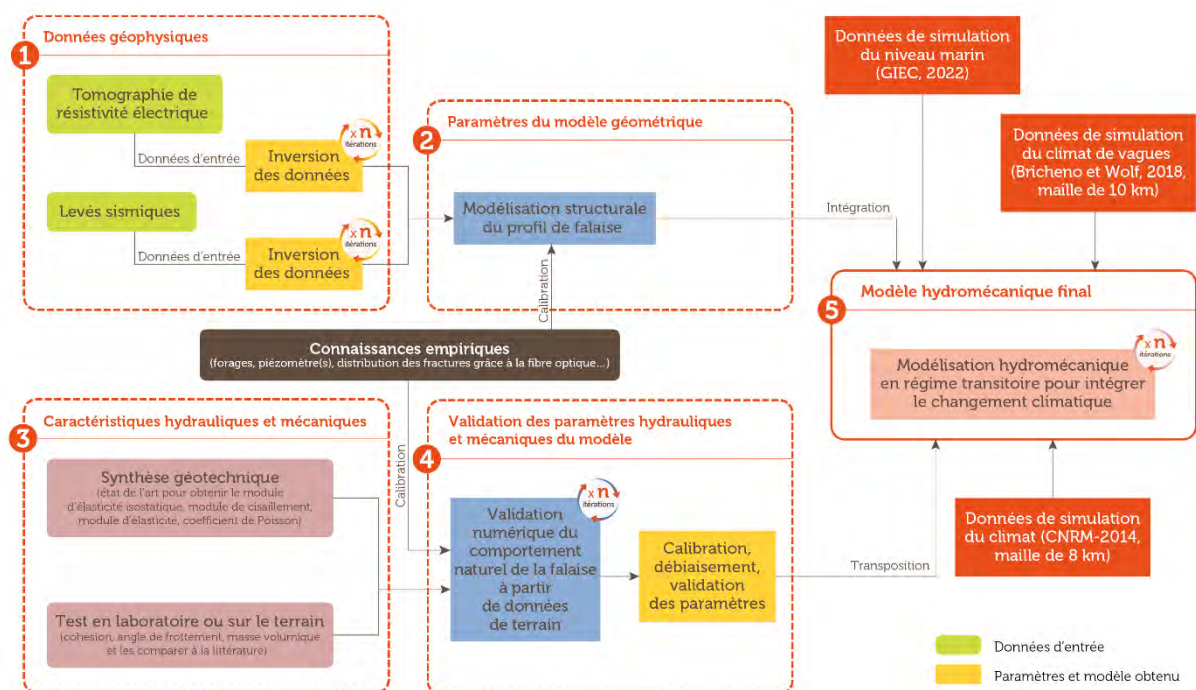 1
Données géophysiques
Tomographie de
résistivité électrique
Données d'entrée
x n
itérations
Inversion
des données
Levés sismiques
Données d'entrée
x n
itérations
Inversion
des données
2
Paramètres du modèle géométrique
Modélisation structurale
du profil de falaise
Calibration
Intégration
Données de simulation
du niveau marin
(GIEC, 2022)
Données de simulation
du climat de vagues
(Bricheno et Wolf, 2018,
maille de 10 km)
Connaissances empiriques
(forages, piézomètre(s), distribution des fractures grâce à la fibre optique...)
Calibration
3
Caractéristiques hydrauliques et mécaniques
Synthèse géotechnique
(état de l'art pour obtenir le module
d'élasticité isostatique, module de cisaillement,
module d'élasticité, coefficient de Poisson)
Test en laboratoire ou sur le terrain
(cohésion, angle de frottement, masse volumique
et les comparer à la littérature)
4
Validation des paramètres hydrauliques
et mécaniques du modèle
x n
itérations
Validation
numérique du
comportement
naturel de la falaise
à partir
de données
de terrain
Calibration,
débiaisement,
validation
des paramètres
Transposition
5
Modèle hydromécanique final
x n
itérations
Modélisation hydromécanique
en régime transitoire pour intégrer
le changement climatique
Données de simulation
du climat (CNRM-2014,
maille de 8 km)
Données d'entrée
Paramètres et modèle obtenu